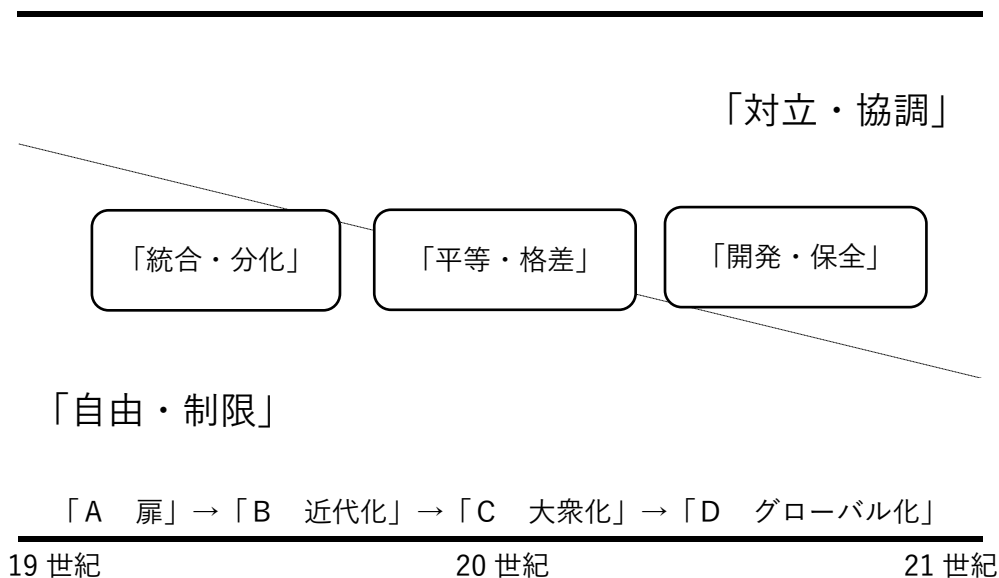 「対立・協調」
「統合・分化」 「平等・格差」 「開発・保全」
「自由・制限」
「A　扉」→「B　近代化」→「C　大衆化」→「D　グローバル化」
19 世紀 20 世紀 21 世紀